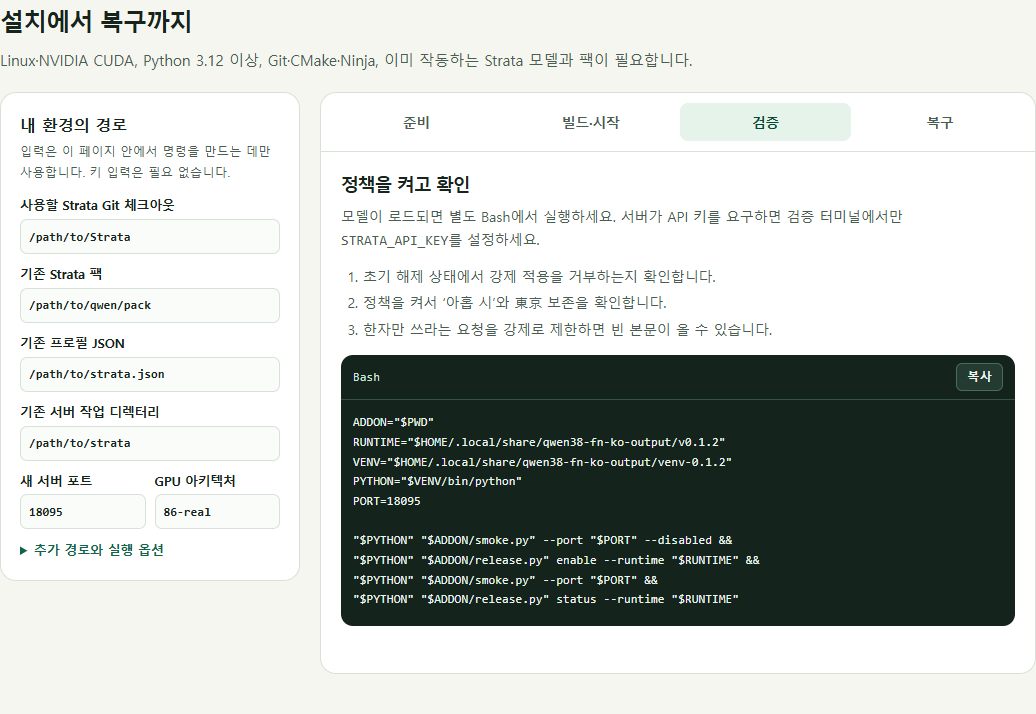 설치에서 복구까지
Linux·NVIDIA CUDA, Python 3.12 이상, Git·CMake·Ninja, 이미 작동하는 Strata 모델과 팩이 필요합니다.
내 환경의 경로
입력은 이 페이지 안에서 명령을 만드는 데만
사용합니다. 키 입력은 필요 없습니다.
사용할 Strata Git 체크아웃
/path/to/Strata
기존 Strata 팩
/path/to/qwen/pack
기존 프로필 JSON
/path/to/strata.json
기존 서버 작업 디렉터리
/path/to/strata
새 서버 포트 GPU 아키텍처
18095 86-real
▶ 추가 경로와 실행 옵션
준비 빌드·시작 검증 복구
정책을 켜고 확인
모델이 로드되면 별도 Bash에서 실행하세요. 서버가 API 키를 요구하면 검증 터미널에서만
STRATA_API_KEY를 설정하세요.
1. 초기 해제 상태에서 강제 적용을 거부하는지 확인합니다.
2. 정책을 켜서 ‘아홉 시’와 東京 보존을 확인합니다.
3. 한자만 쓰라는 요청을 강제로 제한하면 빈 본문이 올 수 있습니다.
Bash 복사
ADDON="$PWD"
RUNTIME="$HOME/.local/share/qwen38-fn-ko-output/v0.1.2"
VENV="$HOME/.local/share/qwen38-fn-ko-output/venv-0.1.2"
PYTHON="$VENV/bin/python"
PORT=18095
"$PYTHON" "$ADDON/smoke.py" --port "$PORT" --disabled &&
"$PYTHON" "$ADDON/release.py" enable --runtime "$RUNTIME" &&
"$PYTHON" "$ADDON/smoke.py" --port "$PORT" &&
"$PYTHON" "$ADDON/release.py" status --runtime "$RUNTIME"